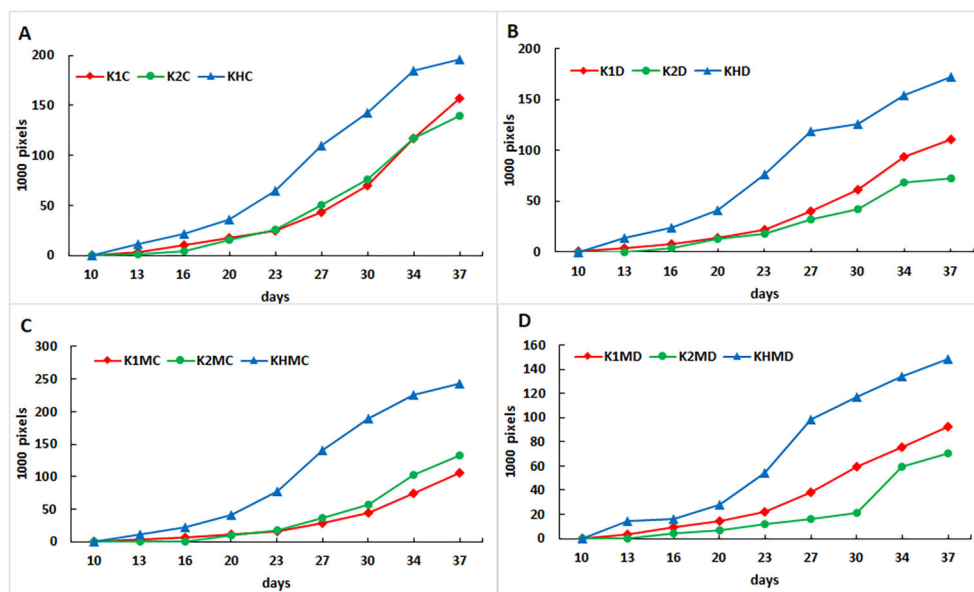 A
K1C K2C KHC
1000 pixels
200
150
100
50
0
10 13 16 20 23 27 30 34 37
days
B
K1D K2D KHD
1000 pixels
200
150
100
50
0
10 13 16 20 23 27 30 34 37
days
C
K1MC K2MC KHMC
1000 pixels
300
250
200
150
100
50
0
10 13 16 20 23 27 30 34 37
days
D
K1MD K2MD KHMD
1000 pixels
160
140
120
100
80
60
40
20
0
10 13 16 20 23 27 30 34 37
days